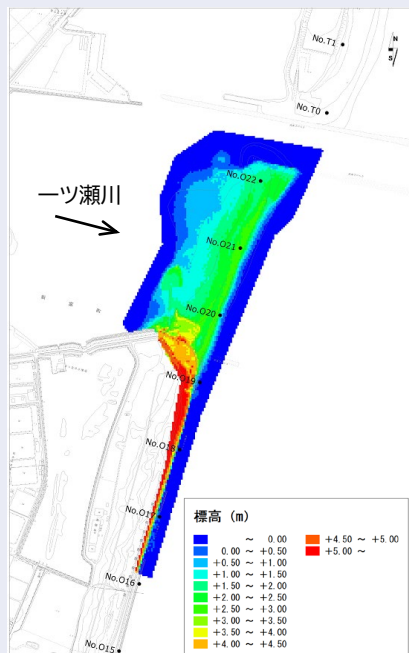 No.T1
N
S
No.T0
No.O22
一ツ瀬川
No.O21
No.O20
No.O19
No.O18
No.O17
No.O16
No.O15
標高 (m)
～ 0.00
0.00 ～ +0.50
+0.50 ～ +1.00
+1.00 ～ +1.50
+1.50 ～ +2.00
+2.00 ～ +2.50
+2.50 ～ +3.00
+3.00 ～ +3.50
+3.50 ～ +4.00
+4.00 ～ +4.50
+4.50 ～ +5.00
+5.00 ～